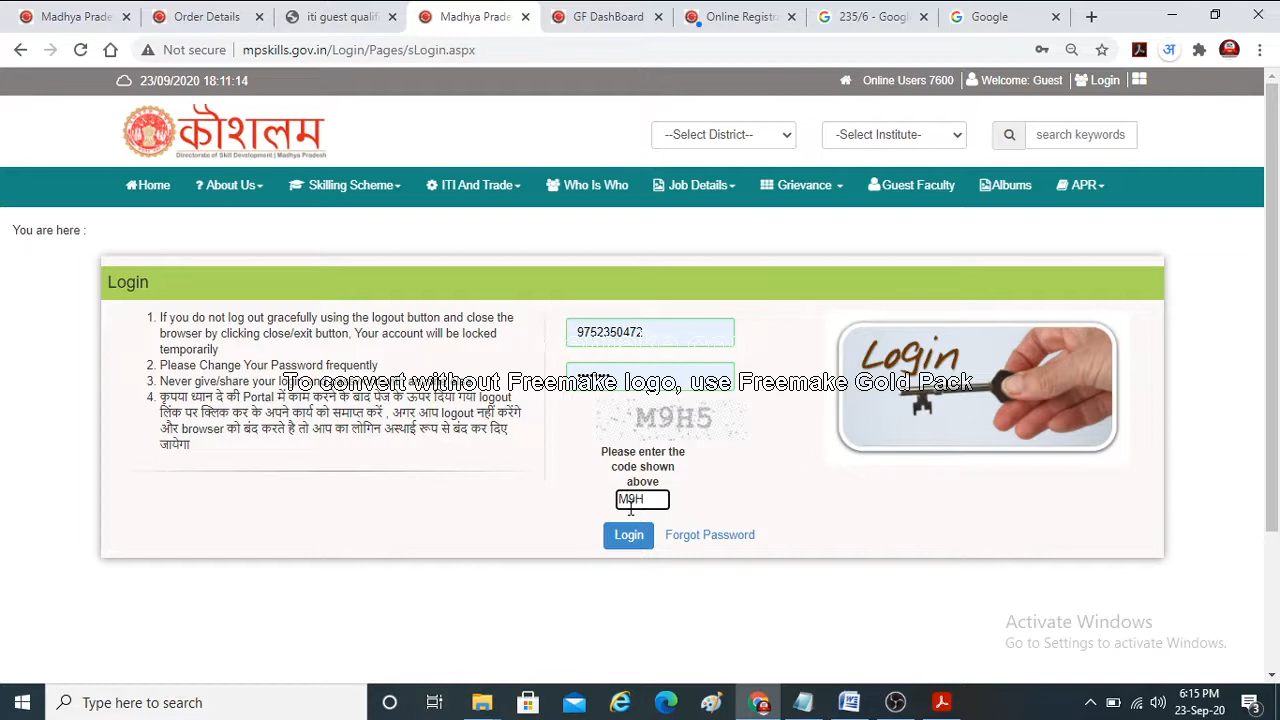 Madhya Prade
Order Details
iti guest qualif
Madhya Prade
GF DashBoard
Online Registra
235/6 - Google
Google
Not secure
mpskills.gov.in/Login/Pages/sLogin.aspx
23/09/2020 18:11:14
Online Users 7600
Welcome: Guest
Login
कौशलम
Directorate of Skill Development | Madhya Pradesh
--Select District--
-Select Institute-
search keywords
Home
? About Us
Skilling Scheme
ITI And Trade
Who Is Who
Job Details
Grievance
Guest Faculty
Albums
APR
You are here :
Login
1. If you do not log out gracefully using the logout button and close the
browser by clicking close/exit button, Your account will be locked
temporarily
2. Please Change Your Password frequently
3. Never give/share your
4. कृपया ध्यान दे की Portal में काम करने के बाद पेज के ऊपर दिया गया logout
लिंक पर क्लिक कर के अपने कार्य को समाप्त करें , अगर आप logout नहीं करेंगे
और browser को बंद करते है तो आप का लोगिन अस्थाई रूप से बंद कर दिए
जायेगा
9752350472
To convert without Freemake logo, use Freemake Gold Pack
M9H5
Please enter the
code shown
above
M9H
Login
Forgot Password
Login
Activate Windows
Go to Settings to activate Windows.
Type here to search
6:15 PM
23-Sep-20
3